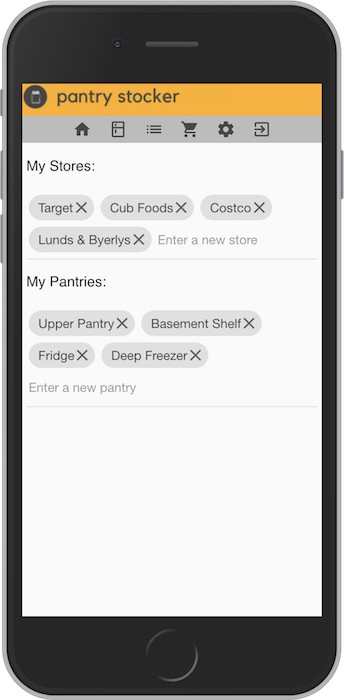 pantry stocker
My Stores:
Target Cub Foods Costco
Lunds & Byerlys Enter a new store
My Pantries:
Upper Pantry Basement Shelf
Fridge Deep Freezer
Enter a new pantry